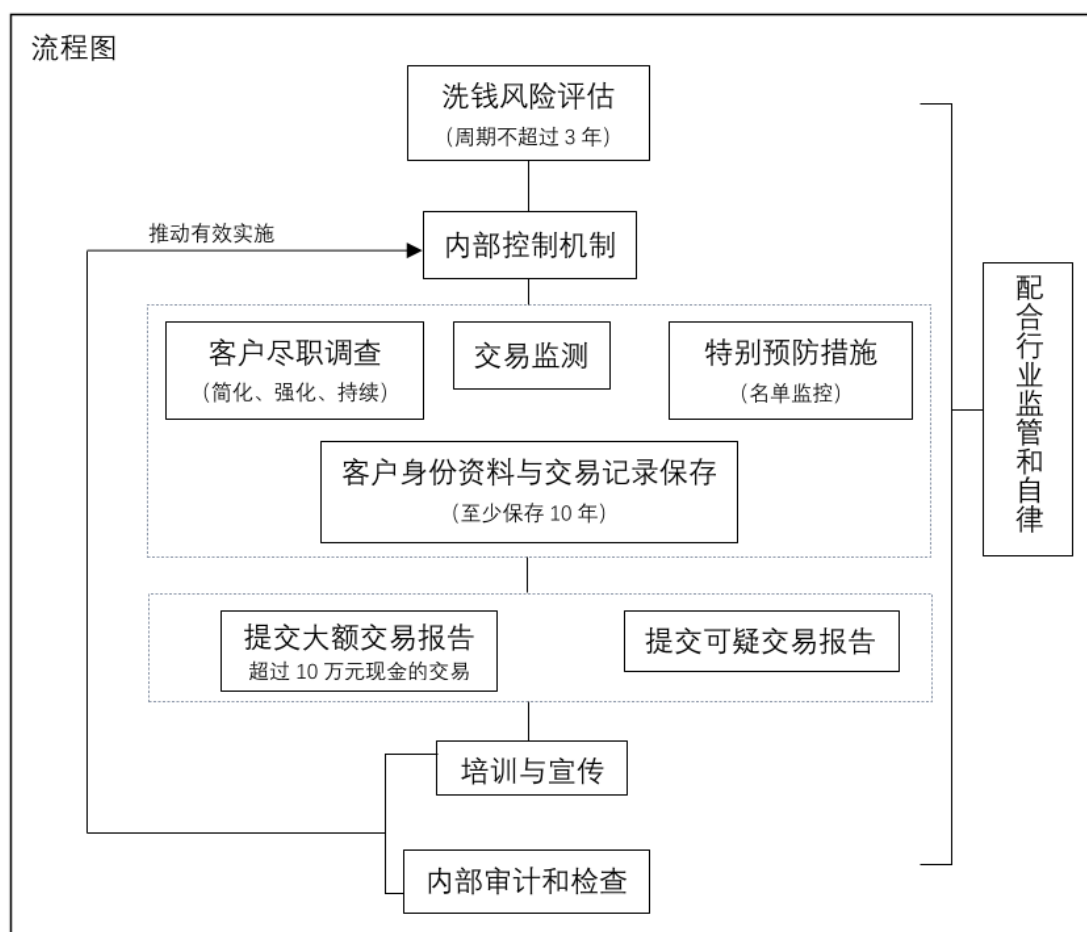 流程图
洗钱风险评估
（周期不超过 3 年）
推动有效实施
内部控制机制
客户尽职调查
（简化、强化、持续）
交易监测
特别预防措施
（名单监控）
客户身份资料与交易记录保存
（至少保存 10 年）
提交大额交易报告
超过 10 万元现金的交易
提交可疑交易报告
培训与宣传
内部审计和检查
配合行业监管和自律